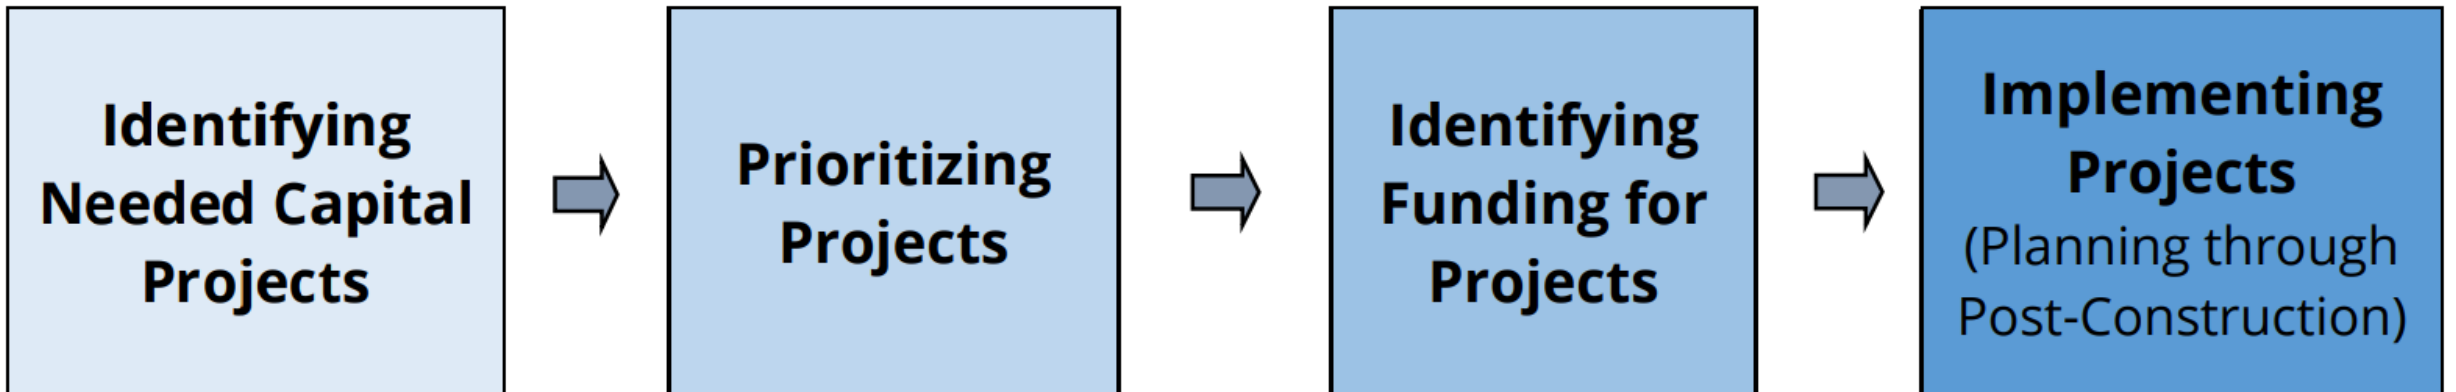 Identifying
Needed Capital
Projects
Prioritizing
Projects
Identifying
Funding for
Projects
Implementing
Projects
(Planning through
Post-Construction)